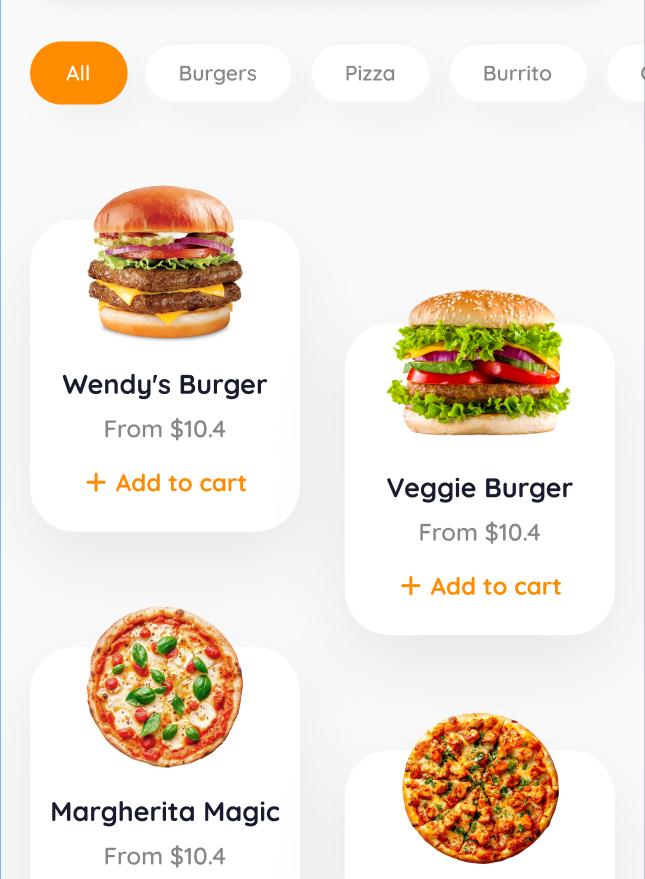 All
Burgers
Pizza
Burrito
Wendy's Burger
From $10.4
+ Add to cart
Veggie Burger
From $10.4
+ Add to cart
Margherita Magic
From $10.4